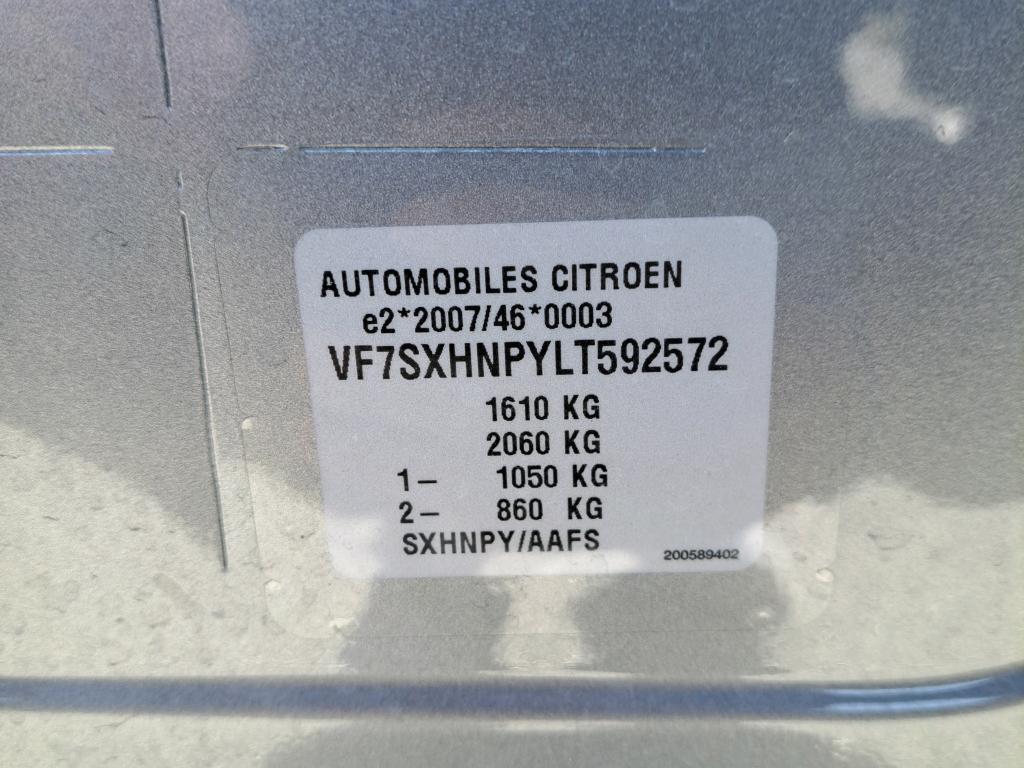 AUTOMOBILES CITROEN
e2*2007/46*0003
VF7SXHNPYLT592572
1610 KG
2060 KG
1- 1050 KG
2- 860 KG
SXHNPY/AAFS
200589402